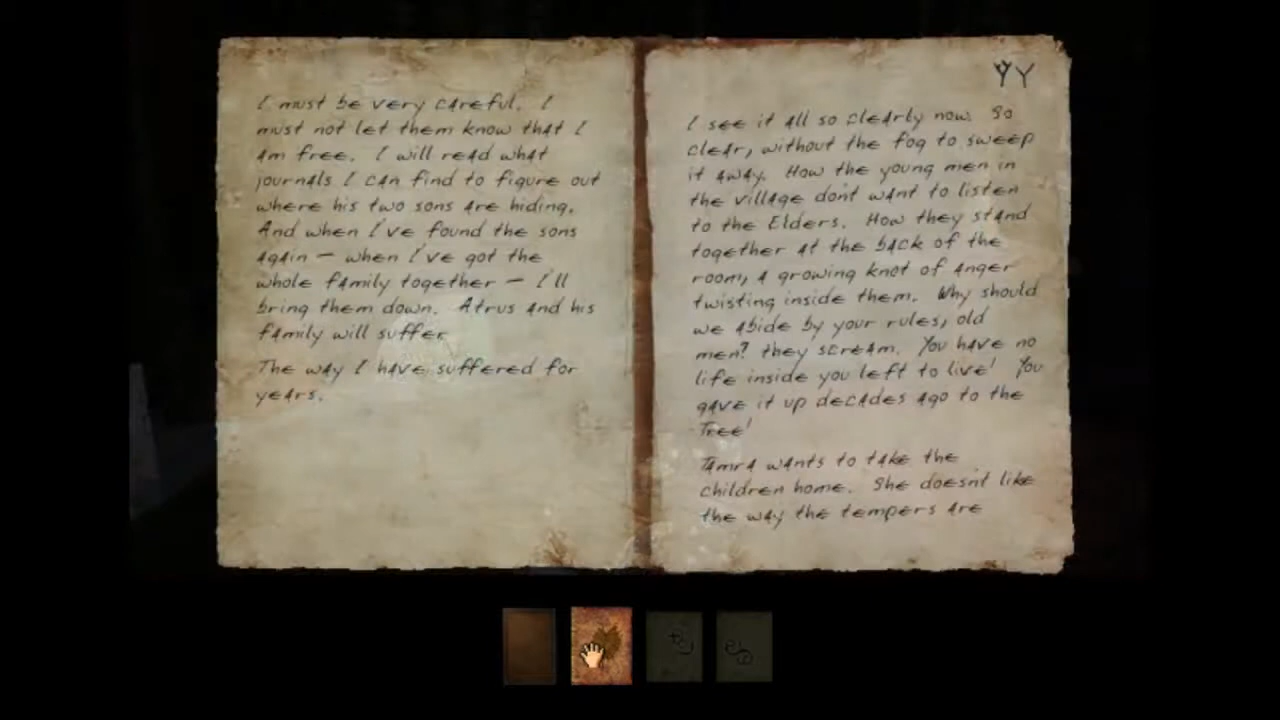 I must be very careful. I
must not let them know that I
am free. I will read what
journals I can find to figure out
where his two sons are hiding.
And when I've found the sons
again – when I've got the
whole family together – I'll
bring them down. Atrus and his
family will suffer
The way I have suffered for
years.
I see it all so clearly now. So
clear, without the fog to sweep
it away. How the young men in
the village don't want to listen
to the Elders. How they stand
together at the back of the
room, a growing knot of anger
twisting inside them. Why should
we abide by your rules, old
men? they scream. You have no
life inside you left to live! You
gave it up decades ago to the
Tree!
Tamra wants to take the
children home. She doesn't like
the way the tempers are